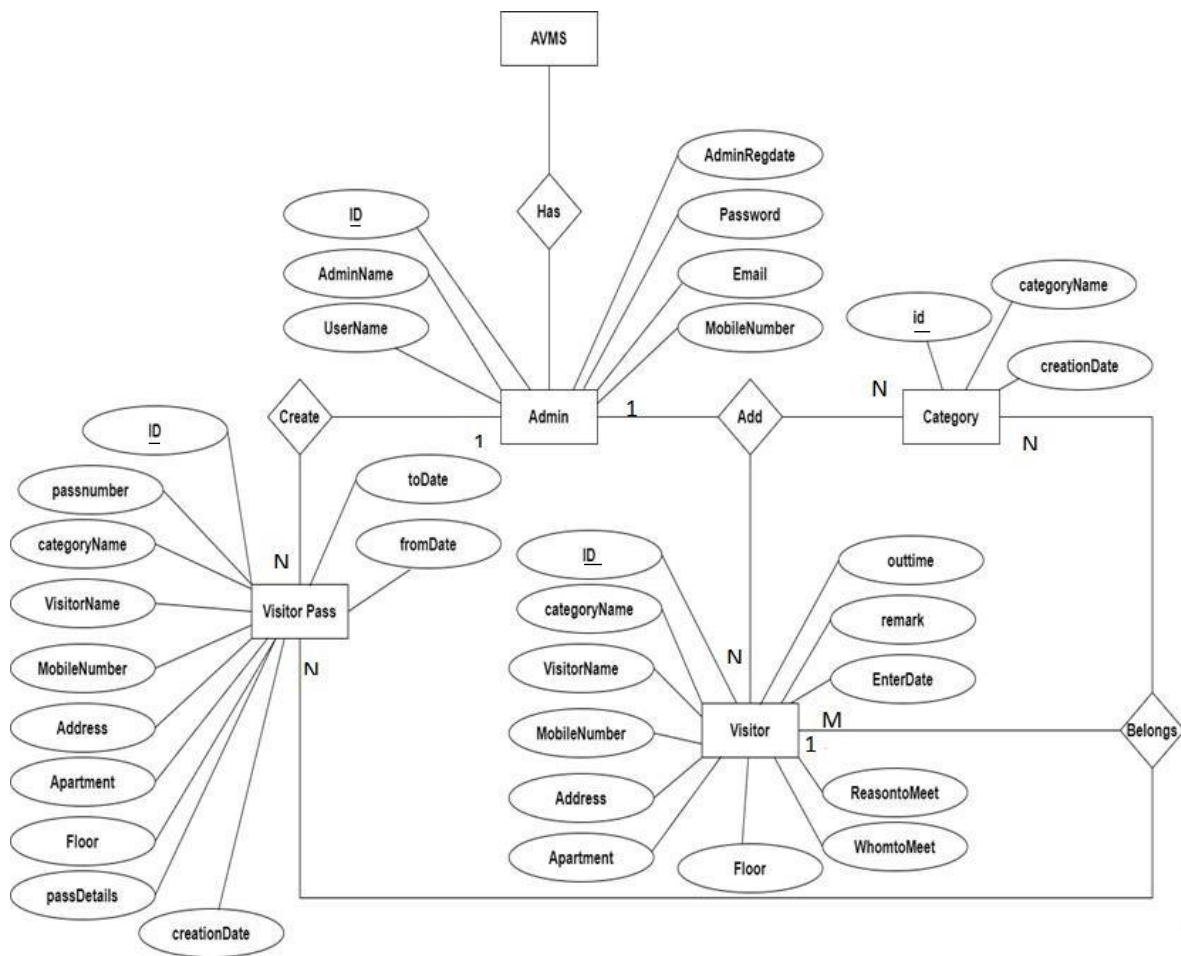 AVMS
Has
AdminRegdate
Password
Email
MobileNumber
ID
AdminName
UserName
Admin
categoryName
id
creationDate
Category
N
N
Add
1
Create
1
ID
passnumber
categoryName
VisitorName
MobileNumber
Address
Apartment
Floor
passDetails
creationDate
toDate
fromDate
N
Visitor Pass
N
ID
categoryName
VisitorName
MobileNumber
Address
Apartment
Floor
outtime
remark
EnterDate
ReasontoMeet
WhomtoMeet
N
Visitor
M
1
Belongs